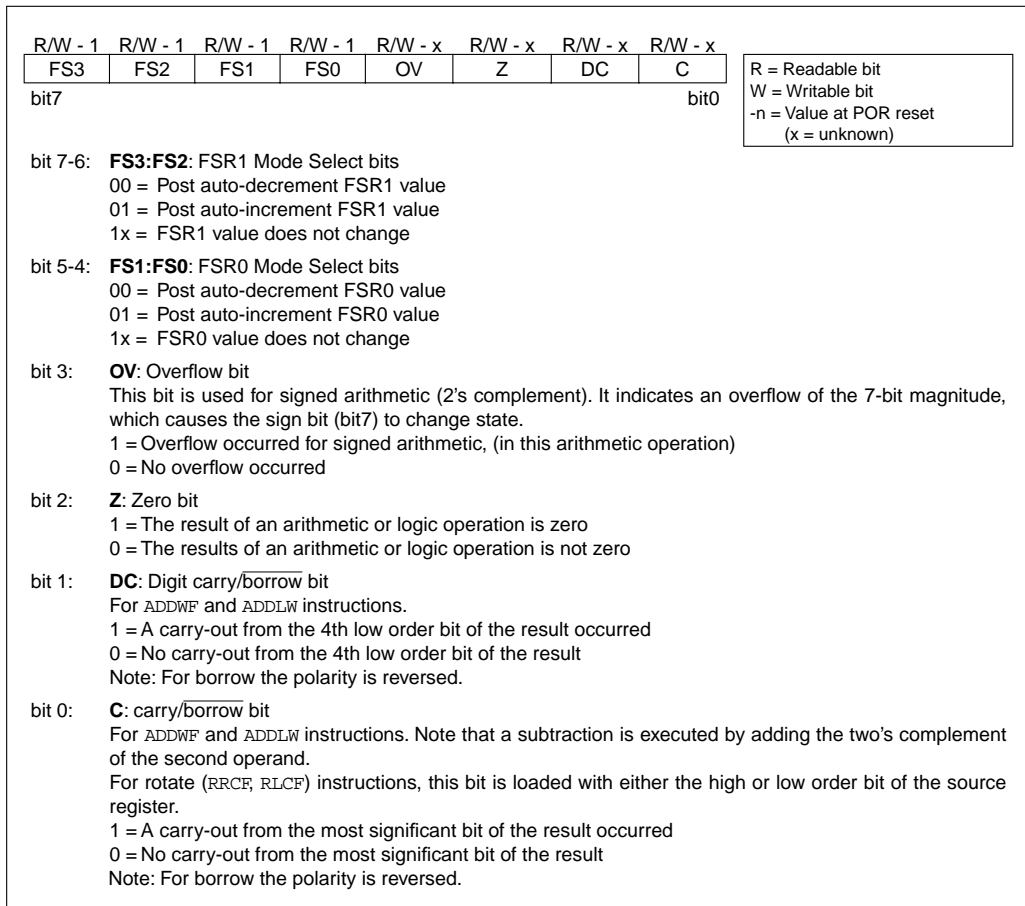 R/W - 1 R/W - 1 R/W - 1 R/W - 1 R/W - x R/W - x R/W - x R/W - x
FS3 FS2 FS1 FS0 OV Z DC C
bit7 bit0
R = Readable bit
W = Writable bit
-n = Value at POR reset
(x = unknown)
bit 7-6: FS3:FS2: FSR1 Mode Select bits
00 = Post auto-decrement FSR1 value
01 = Post auto-increment FSR1 value
1x = FSR1 value does not change
bit 5-4: FS1:FS0: FSR0 Mode Select bits
00 = Post auto-decrement FSR0 value
01 = Post auto-increment FSR0 value
1x = FSR0 value does not change
bit 3: OV: Overflow bit
This bit is used for signed arithmetic (2's complement). It indicates an overflow of the 7-bit magnitude,
which causes the sign bit (bit7) to change state.
1 = Overflow occurred for signed arithmetic, (in this arithmetic operation)
0 = No overflow occurred
bit 2: Z: Zero bit
1 = The result of an arithmetic or logic operation is zero
0 = The results of an arithmetic or logic operation is not zero
bit 1: DC: Digit carry/borrow bit
For ADDWF and ADDLW instructions.
1 = A carry-out from the 4th low order bit of the result occurred
0 = No carry-out from the 4th low order bit of the result
Note: For borrow the polarity is reversed.
bit 0: C: carry/borrow bit
For ADDWF and ADDLW instructions. Note that a subtraction is executed by adding the two's complement
of the second operand.
For rotate (RRCF, RLCF) instructions, this bit is loaded with either the high or low order bit of the source
register.
1 = A carry-out from the most significant bit of the result occurred
0 = No carry-out from the most significant bit of the result
Note: For borrow the polarity is reversed.